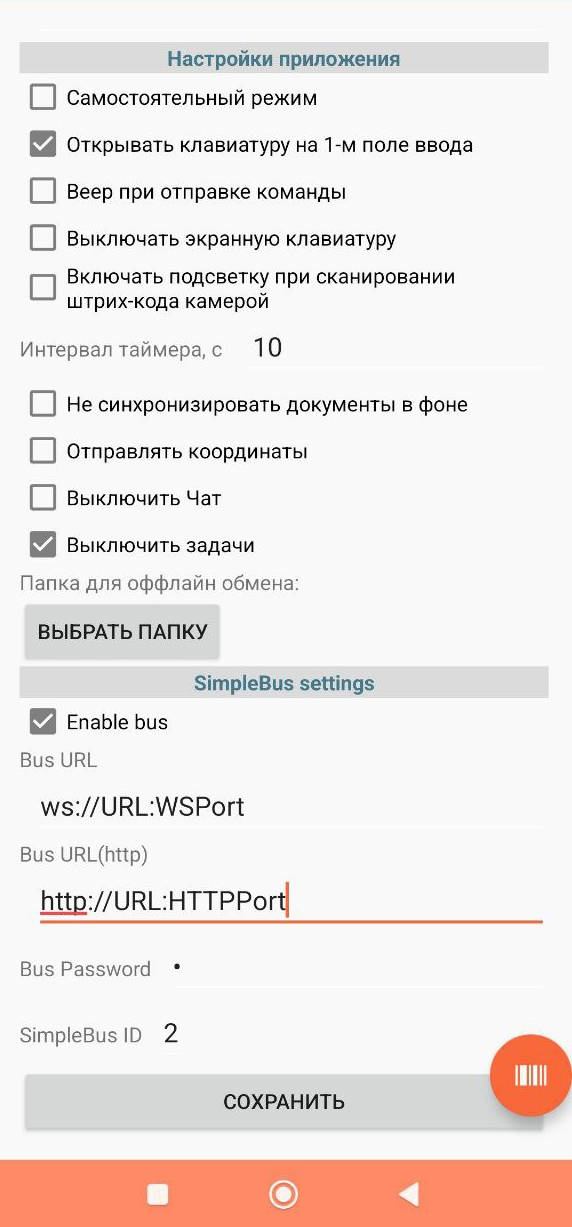 Настройки приложения
Самостоятельный режим
Открывать клавиатуру на 1-м поле ввода
Веер при отправке команды
Выключать экранную клавиатуру
Включать подсветку при сканировании
штрих-кода камерой
Интервал таймера, с 10
Не синхронизировать документы в фоне
Отправлять координаты
Выключить Чат
Выключить задачи
Папка для оффлайн обмена:
ВЫБРАТЬ ПАПКУ
SimpleBus settings
Enable bus
Bus URL
ws://URL:WSPort
Bus URL(http)
http://URL:HTTPPort
Bus Password •
SimpleBus ID 2
СОХРАНИТЬ